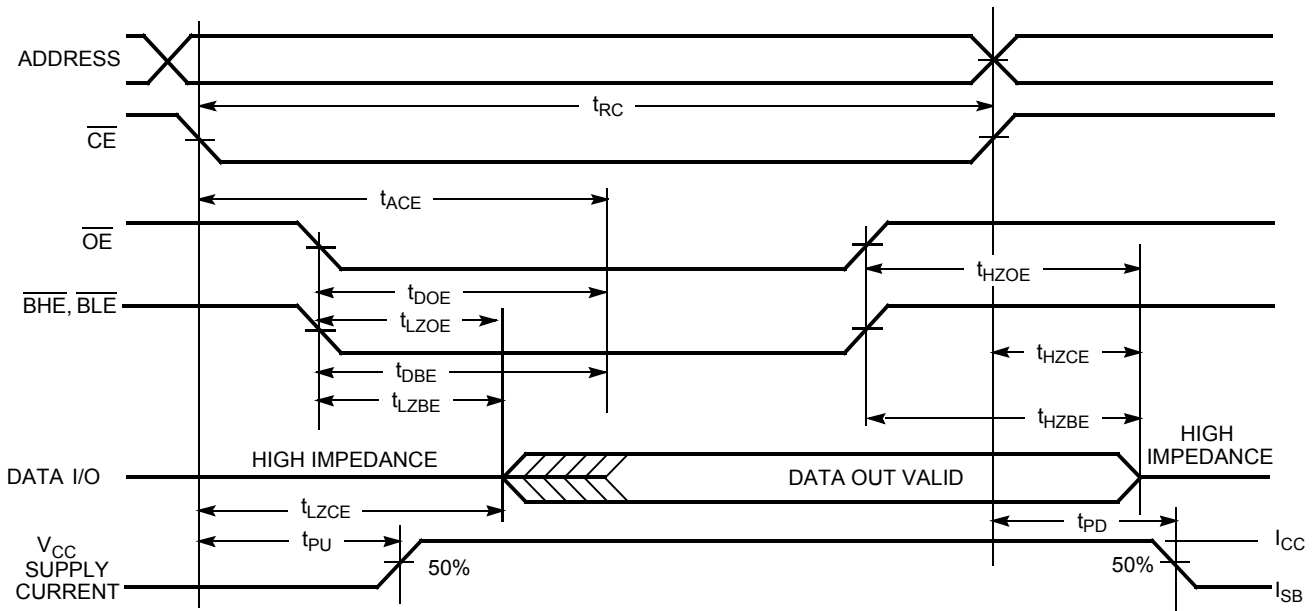 ADDRESS
tRC
CE
tACE
OE
tHZOE
tDOE
BHE, BLE
tLZOE
tHZCE
tDBE
tLZBE
tHZBE
HIGH
IMPEDANCE
HIGH IMPEDANCE
DATA I/O
DATA OUT VALID
tLZCE
tPD
tPU
VCC
SUPPLY
CURRENT
50%
50%
ICC
ISB